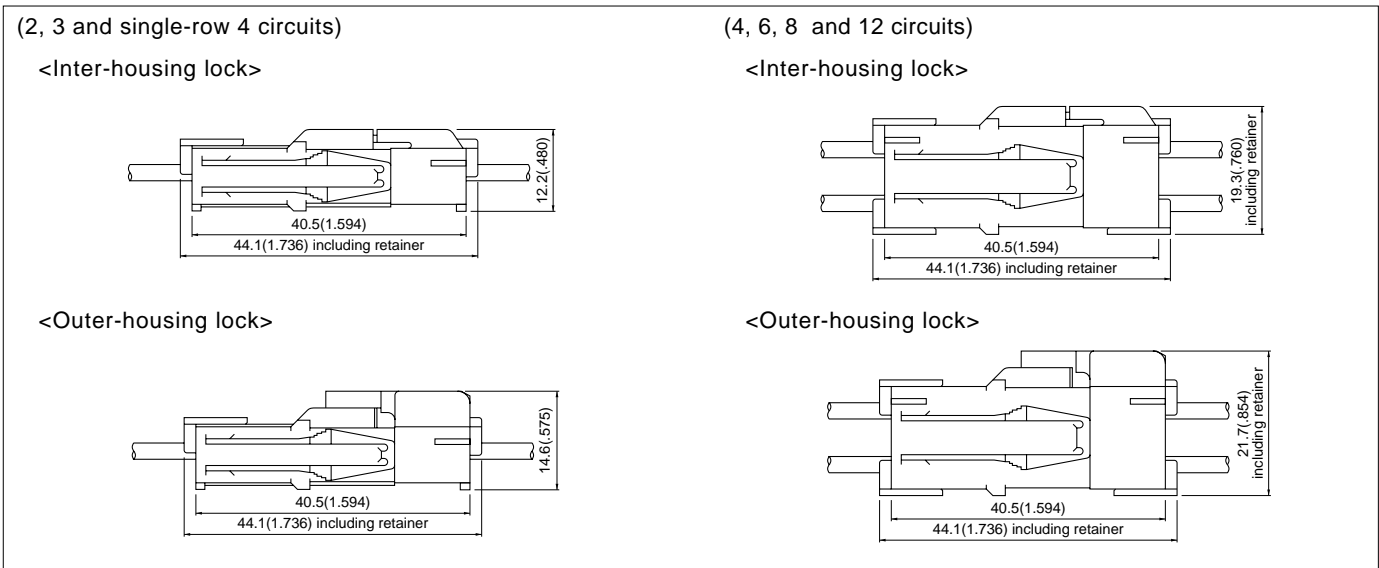 (2, 3 and single-row 4 circuits)
<Inter-housing lock>
12.2(.480)
40.5(1.594)
44.1(1.736) including retainer
<Outer-housing lock>
14.6(.575)
40.5(1.594)
44.1(1.736) including retainer
(4, 6, 8 and 12 circuits)
<Inter-housing lock>
19.3(.760)
including retainer
40.5(1.594)
44.1(1.736) including retainer
<Outer-housing lock>
21.7(.854)
including retainer
40.5(1.594)
44.1(1.736) including retainer